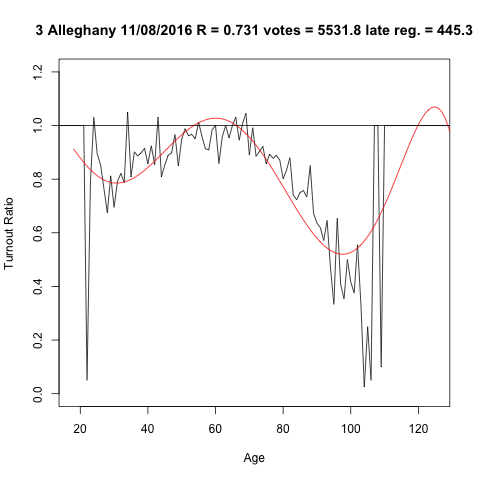 3 Alleghany 11/08/2016 R = 0.731 votes = 5531.8 late reg. = 445.3
Turnout Ratio
1.2
1.0
0.8
0.6
0.4
0.2
0.0
20 40 60 80 100 120
Age